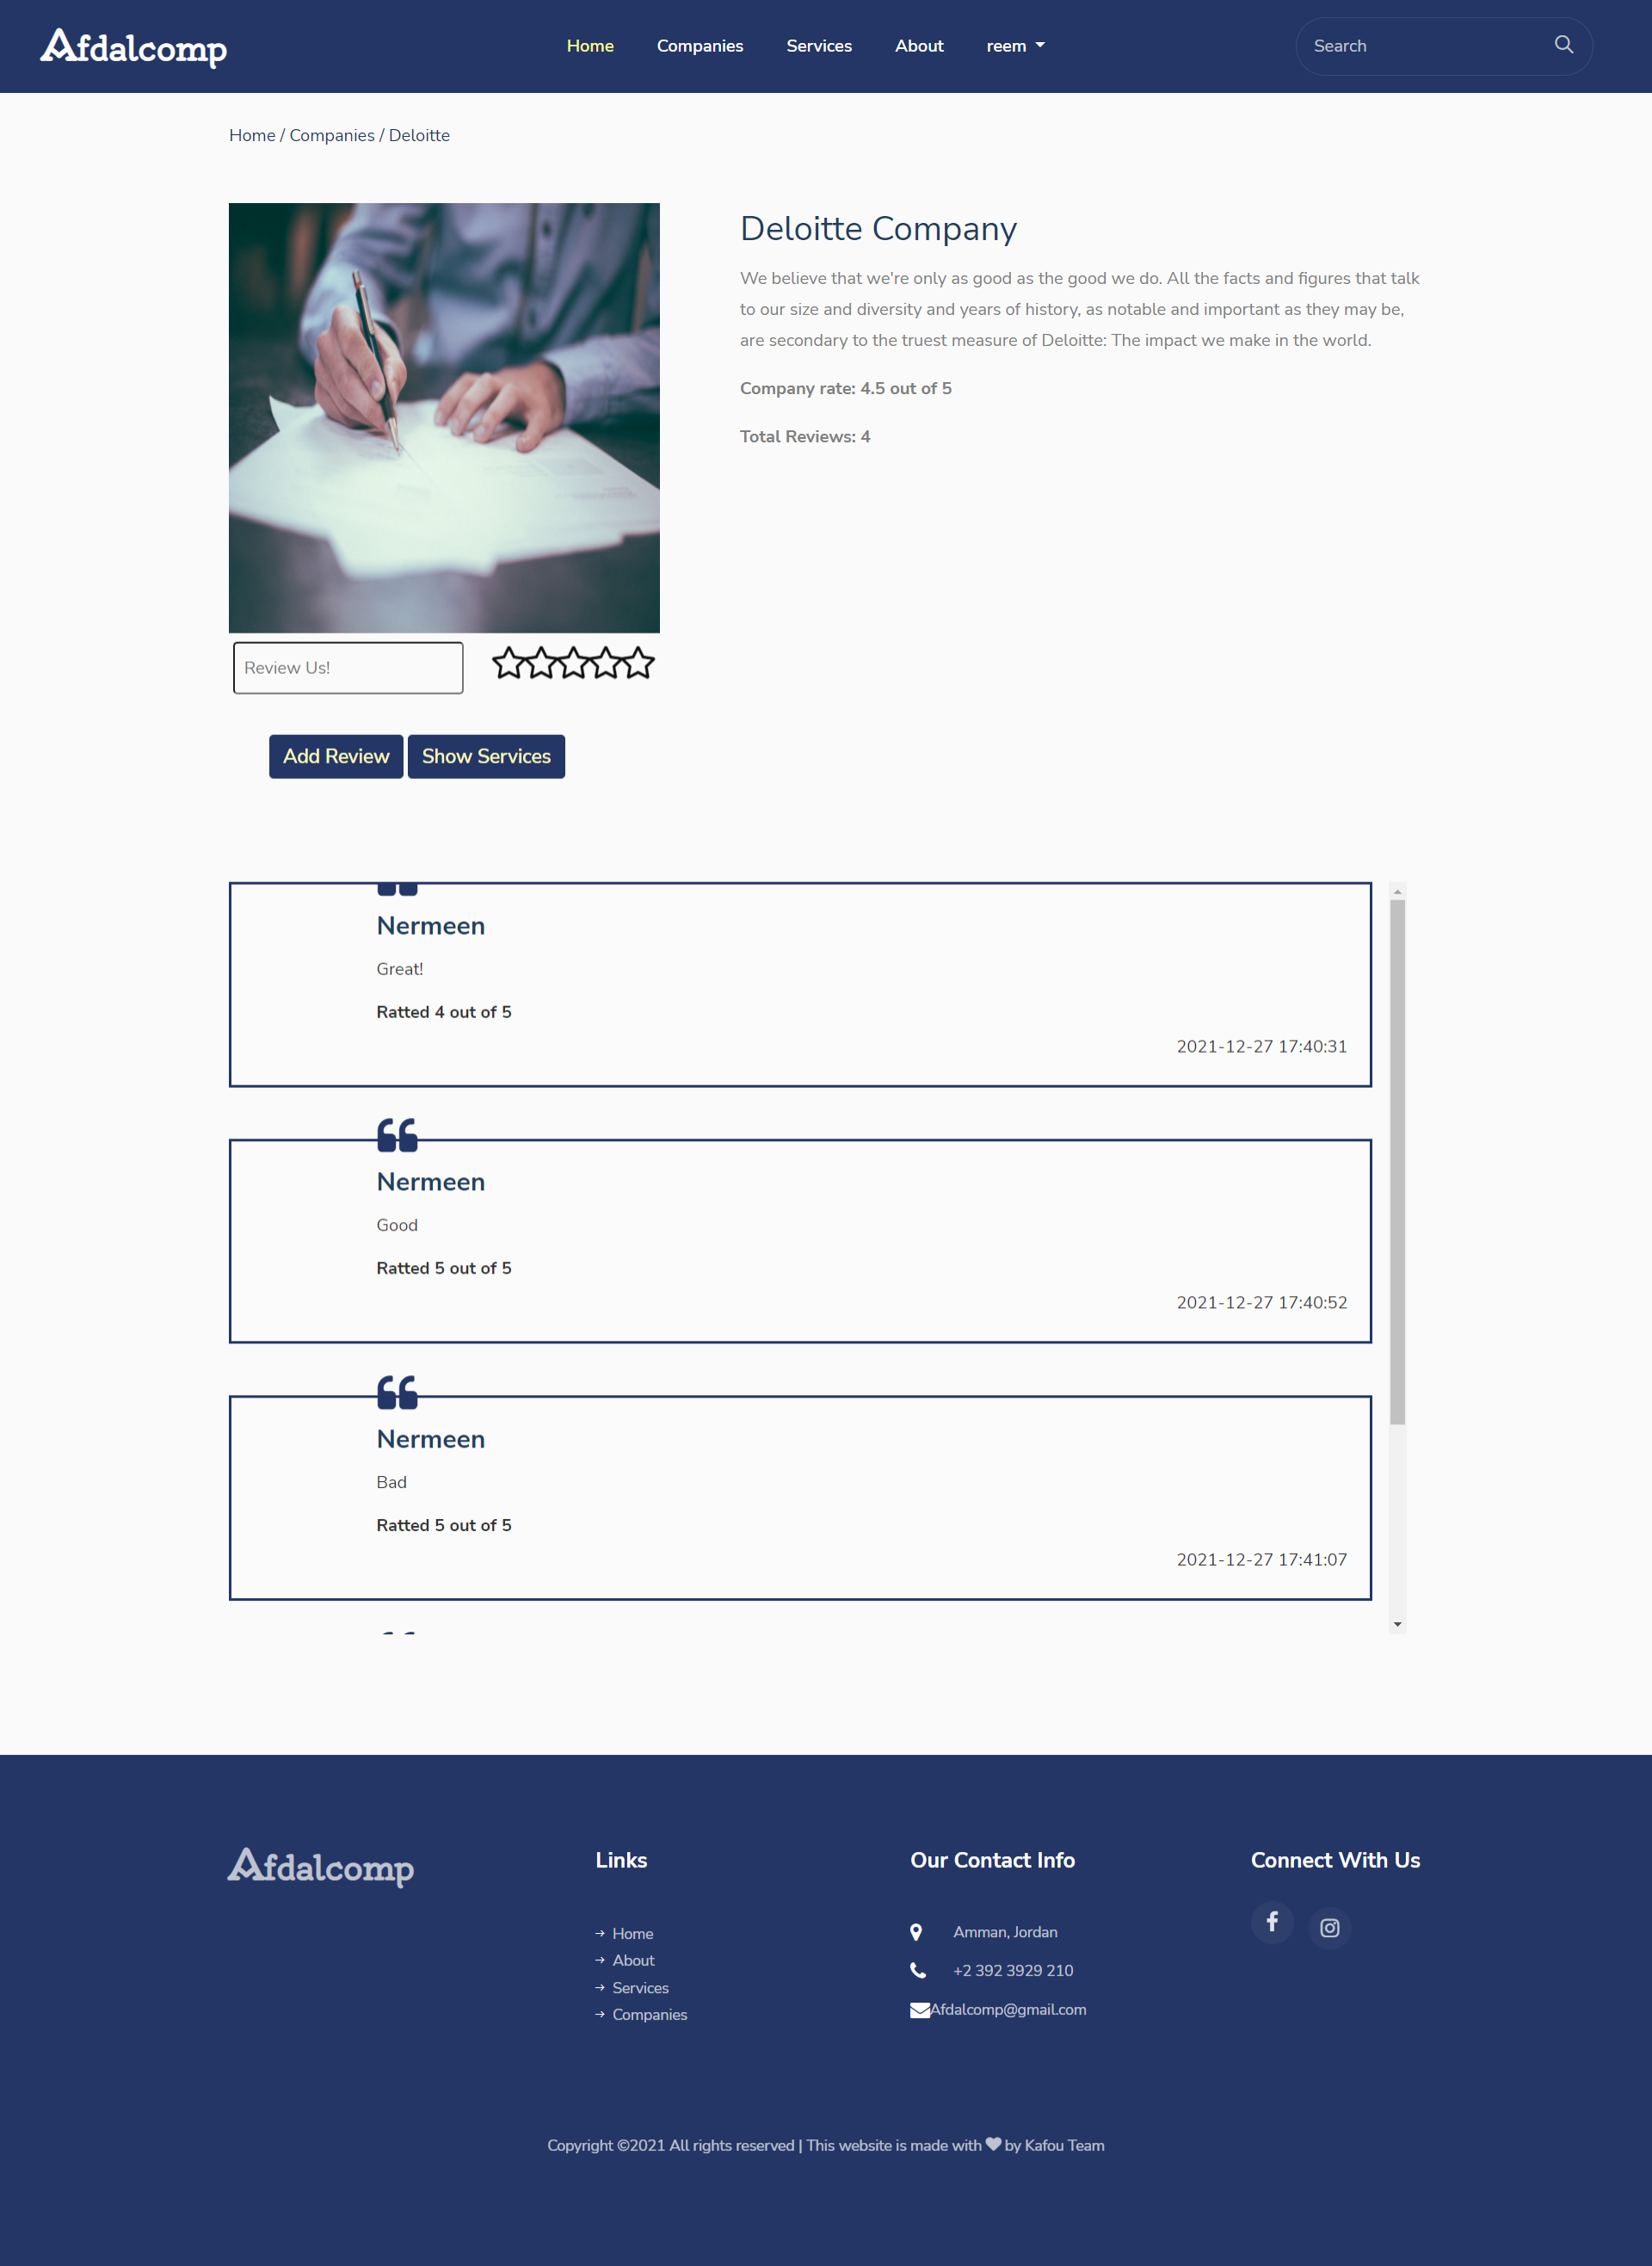 Afdalcomp
Home Companies Services About reem
Search
Home / Companies / Deloitte
Deloitte Company
We believe that we're only as good as the good we do. All the facts and figures that talk
to our size and diversity and years of history, as notable and important as they may be,
are secondary to the truest measure of Deloitte: The impact we make in the world.
Company rate: 4.5 out of 5
Total Reviews: 4
Review Us!
Add Review Show Services
Nermeen
Great!
Ratted 4 out of 5
2021-12-27 17:40:31
Nermeen
Good
Ratted 5 out of 5
2021-12-27 17:40:52
Nermeen
Bad
Ratted 5 out of 5
2021-12-27 17:41:07
Afdalcomp
Links
Home
About
Services
Companies
Our Contact Info
Amman, Jordan
+2 392 3929 210
Afdalcomp@gmail.com
Connect With Us
Copyright ©2021 All rights reserved | This website is made with ♥ by Kafou Team